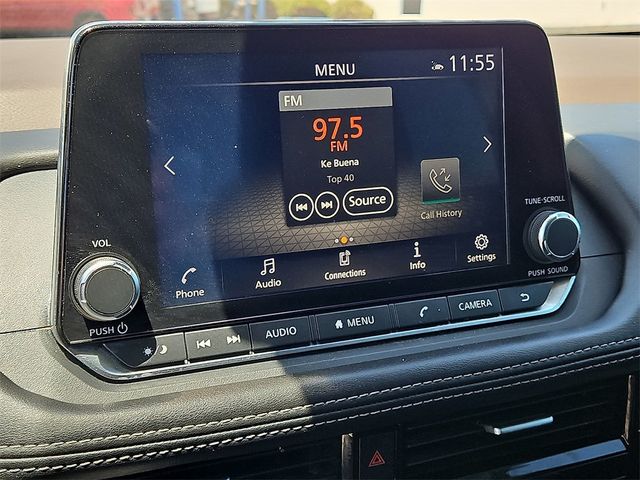 MENU
11:55
FM
97.5
FM
Ke Buena
Top 40
Source
Call History
Phone
Audio
Connections
Info
Settings
VOL
PUSH
TUNE·SCROLL
PUSH SOUND
AUDIO
MENU
CAMERA